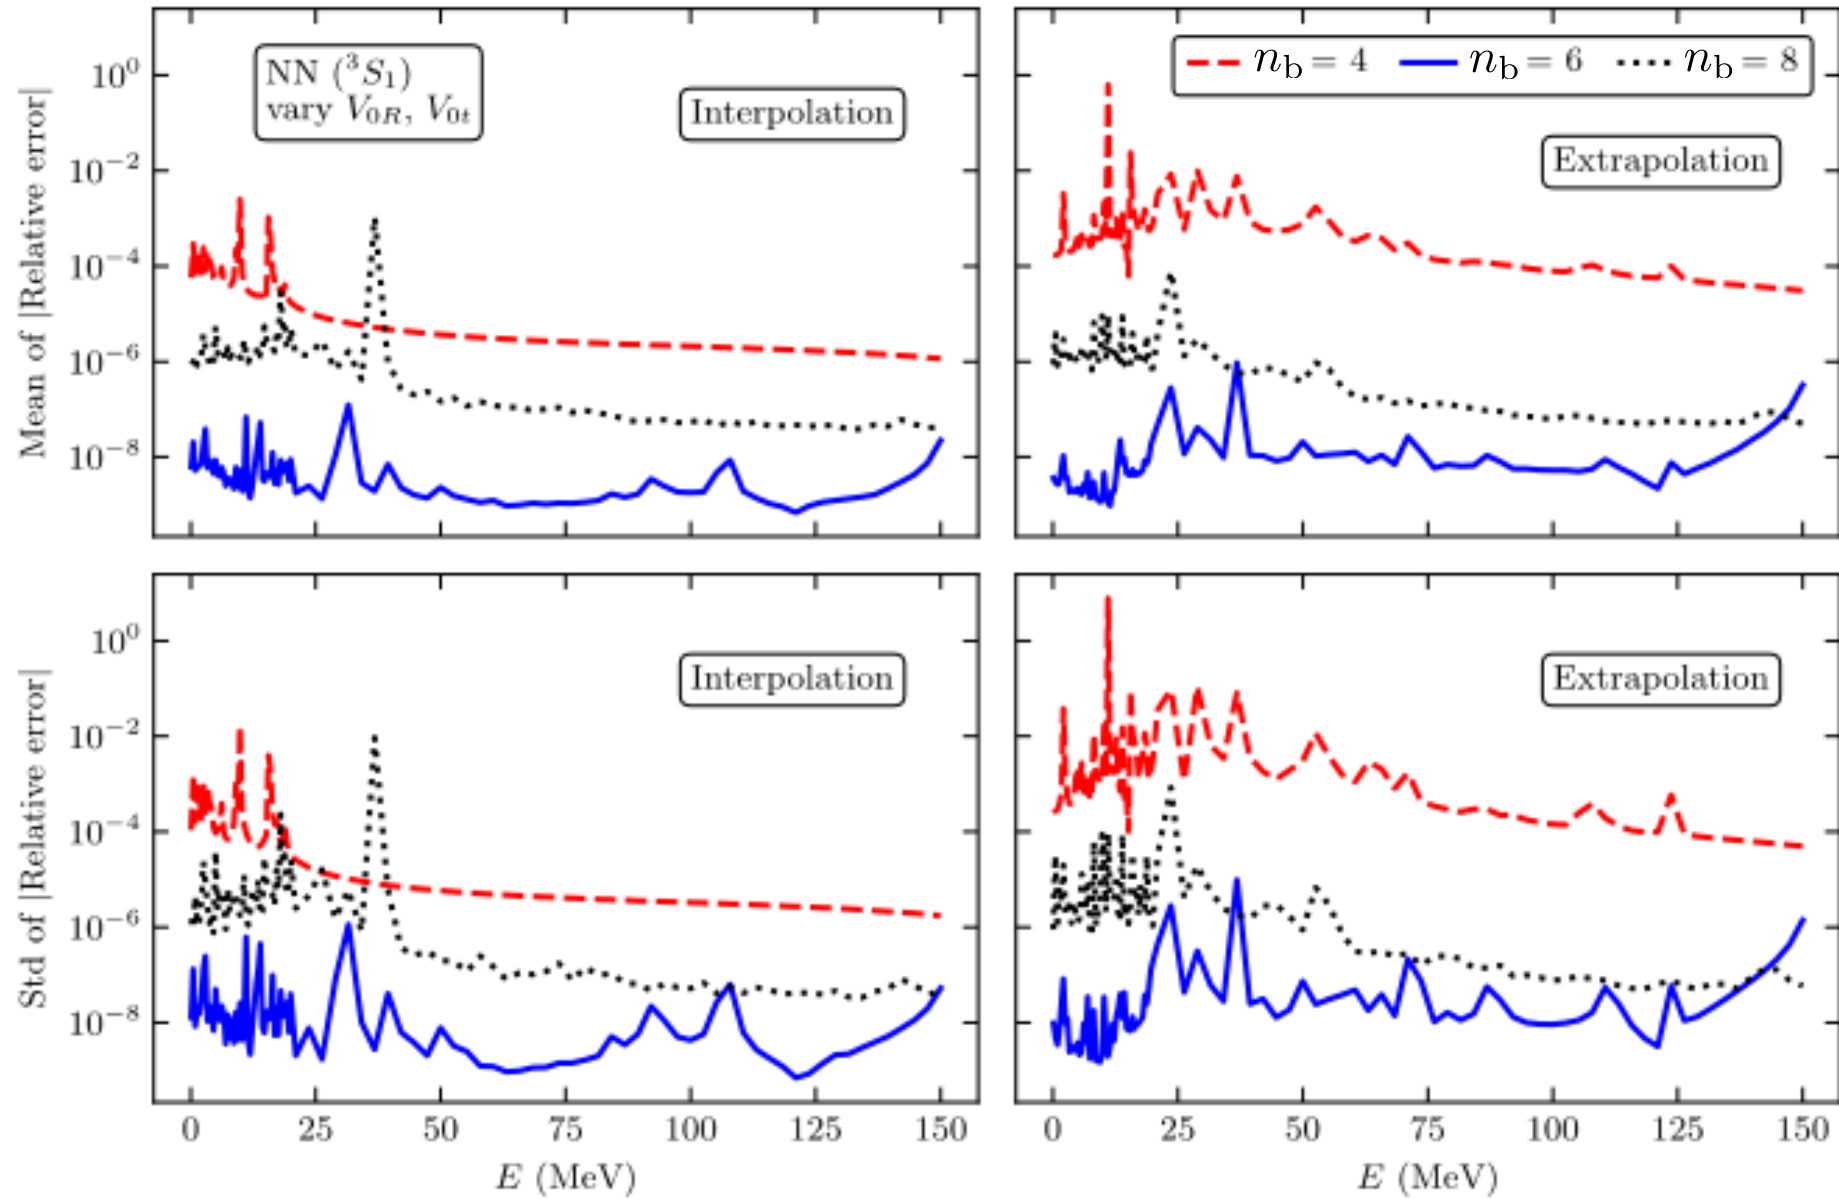 NN (³S₁)
vary V₀R, V₀t
Interpolation
n_b = 4 n_b = 6 n_b = 8
Extrapolation
Mean of |Relative error|
10⁰
10⁻²
10⁻⁴
10⁻⁶
10⁻⁸
Interpolation
Extrapolation
Std of |Relative error|
10⁰
10⁻²
10⁻⁴
10⁻⁶
10⁻⁸
0 25 50 75 100 125 150
0 25 50 75 100 125 150
E (MeV)
E (MeV)